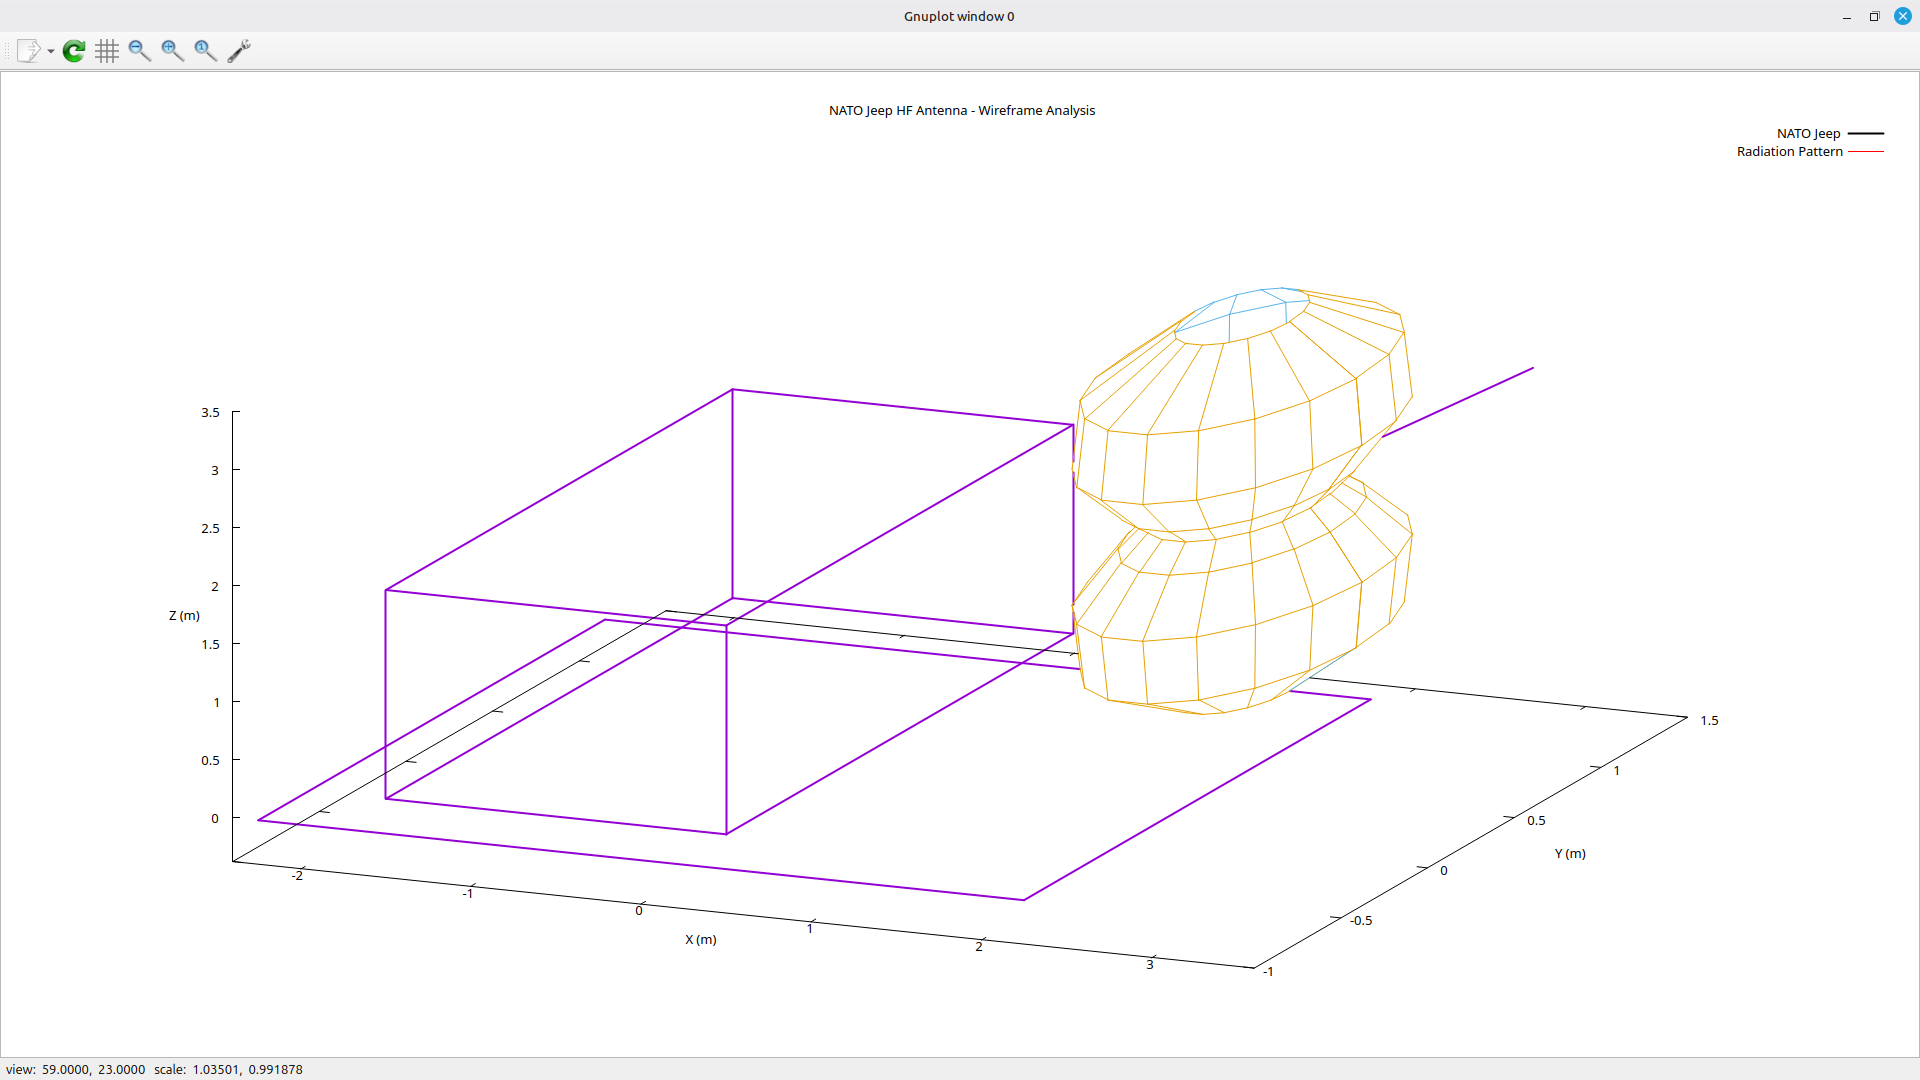 Gnuplot window 0
NATO Jeep HF Antenna - Wireframe Analysis
NATO Jeep
Radiation Pattern
3.5
3
2.5
2
1.5
1
0.5
0
Z (m)
-2
-1
0
1
2
3
X (m)
-1
-0.5
0
0.5
1
1.5
Y (m)
view: 59.0000, 23.0000 scale: 1.03501, 0.991878